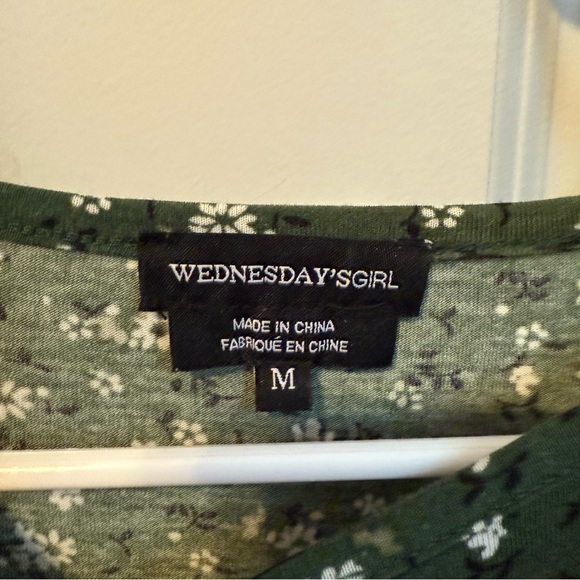 WEDNESDAY'SGIRL
MADE IN CHINA
FABRIQUÉ EN CHINE
M